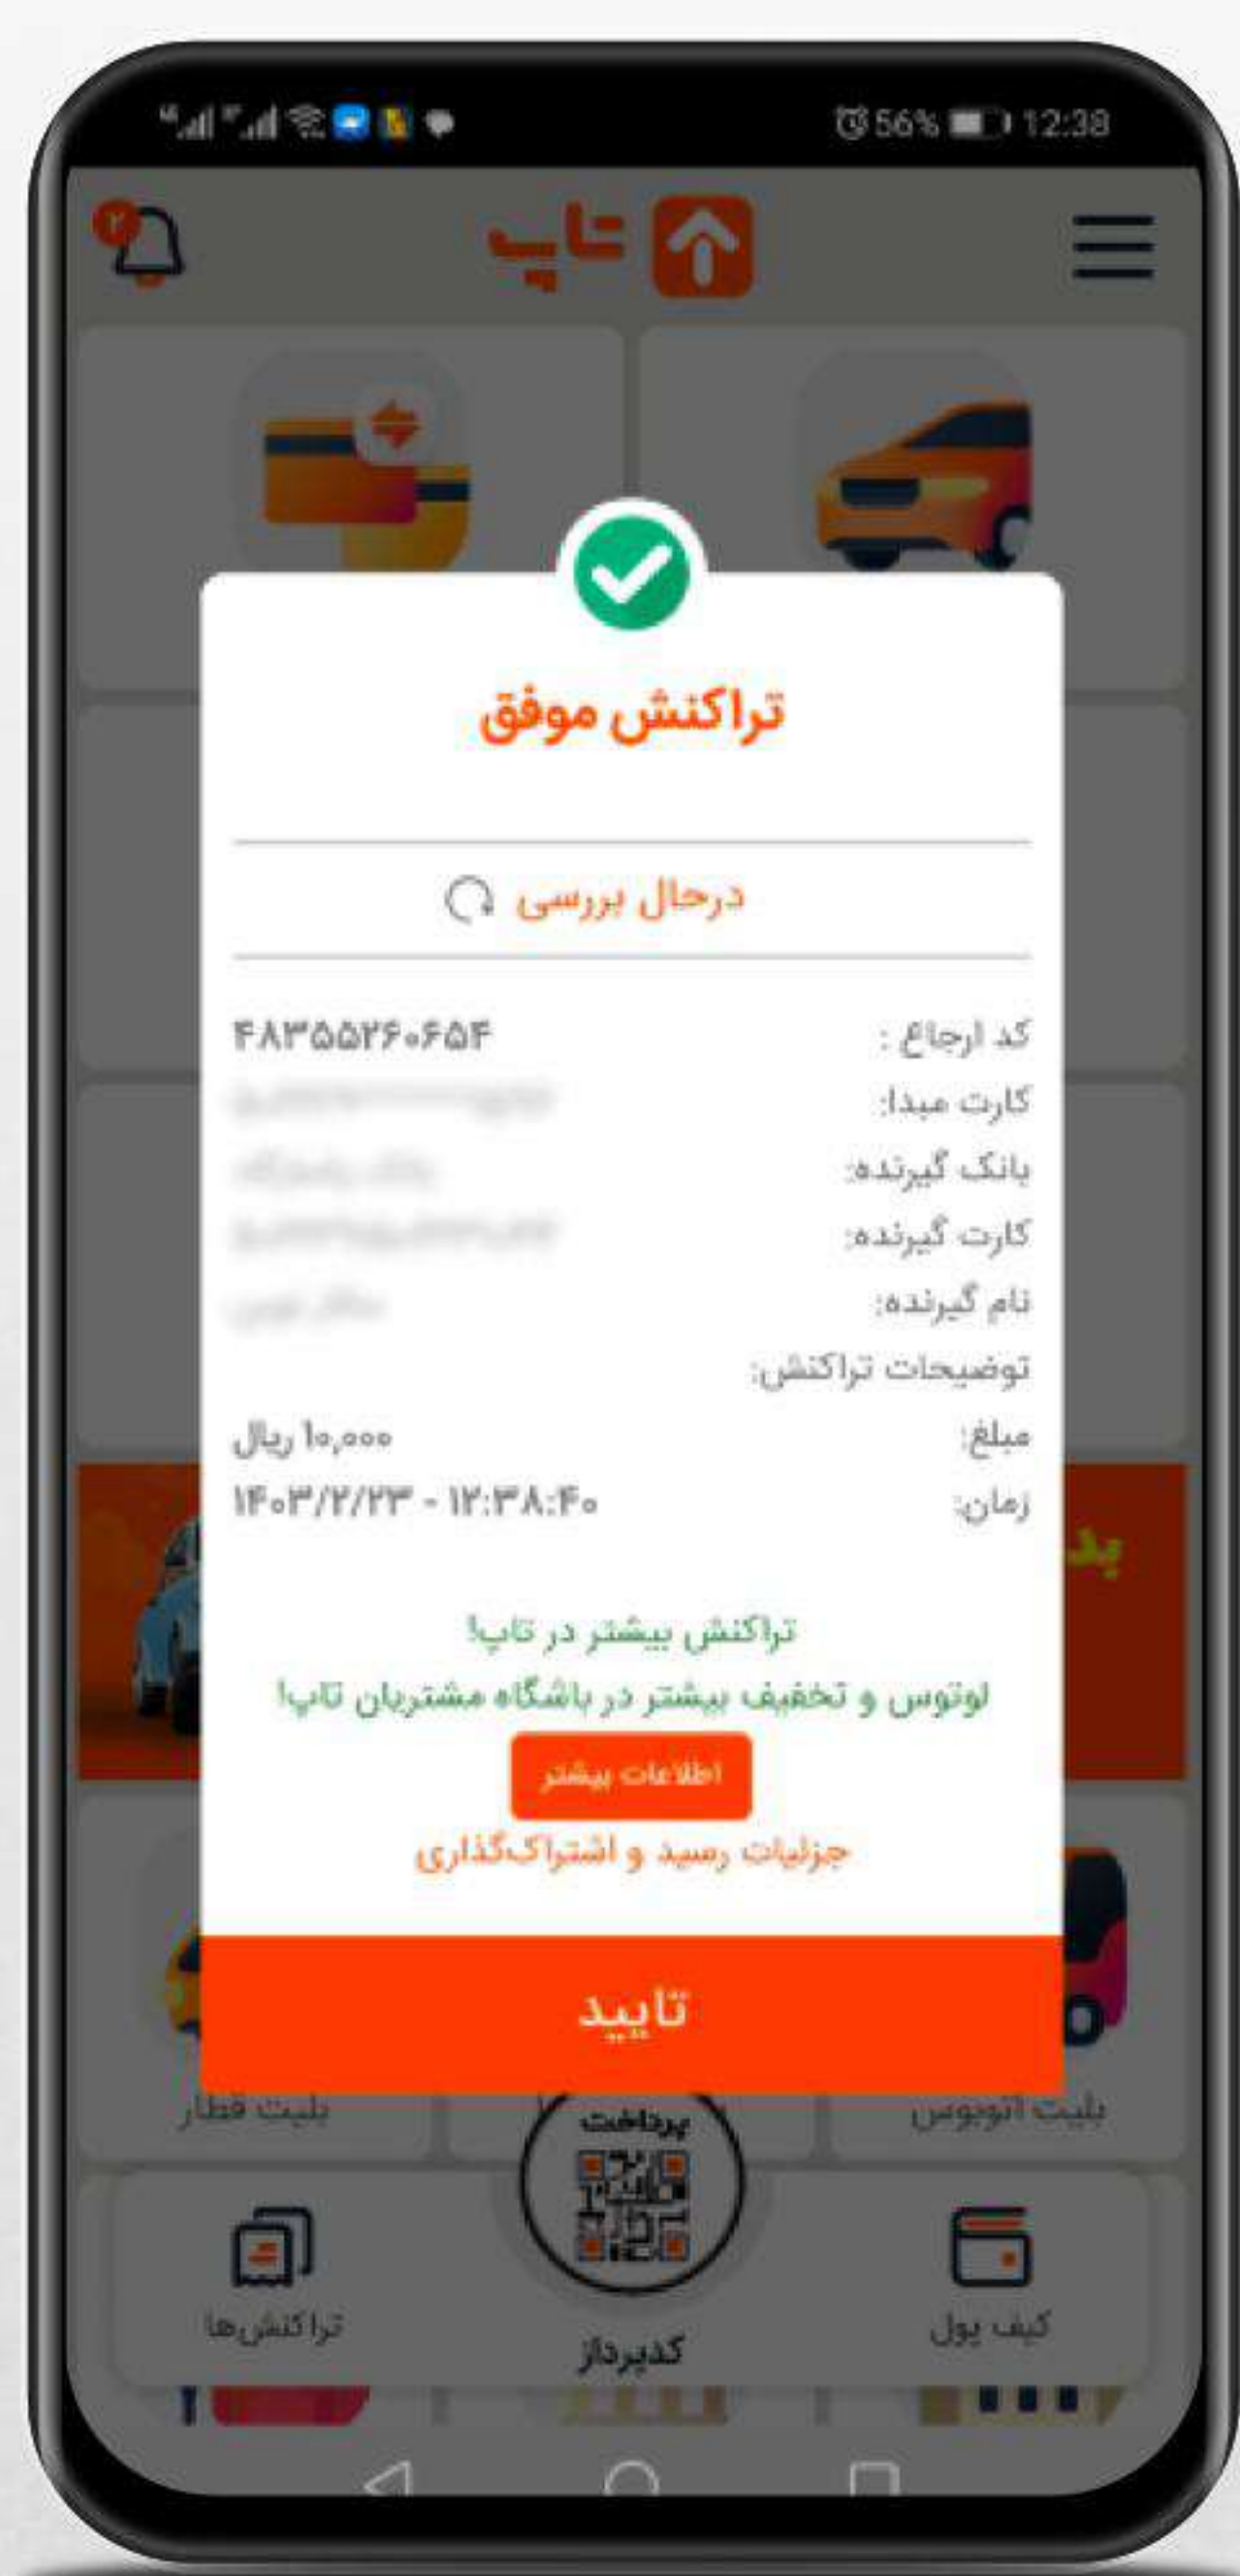 56% 12:38
۲
تاپ
تراکنش موفق
درحال بررسی
کد ارجاع : ۴۸۳۵۵۲۶۰۶۵۴
کارت مبدا:
بانک گیرنده:
کارت گیرنده:
نام گیرنده:
توضیحات تراکنش:
مبلغ: ۱۰,۰۰۰ ریال
زمان: ۱۴۰۳/۲/۲۳ - ۱۲:۳۸:۴۰
تراکنش بیشتر در تاپ!
لوتوس و تخفیف بیشتر در باشگاه مشتریان تاپ!
اطلاعات بیشتر
جزئیات رسید و اشتراک‌گذاری
تایید
بلیت اتوبوس
بلیت قطار
پرداخت
کیف پول
کدپرداز
تراکنش‌ها